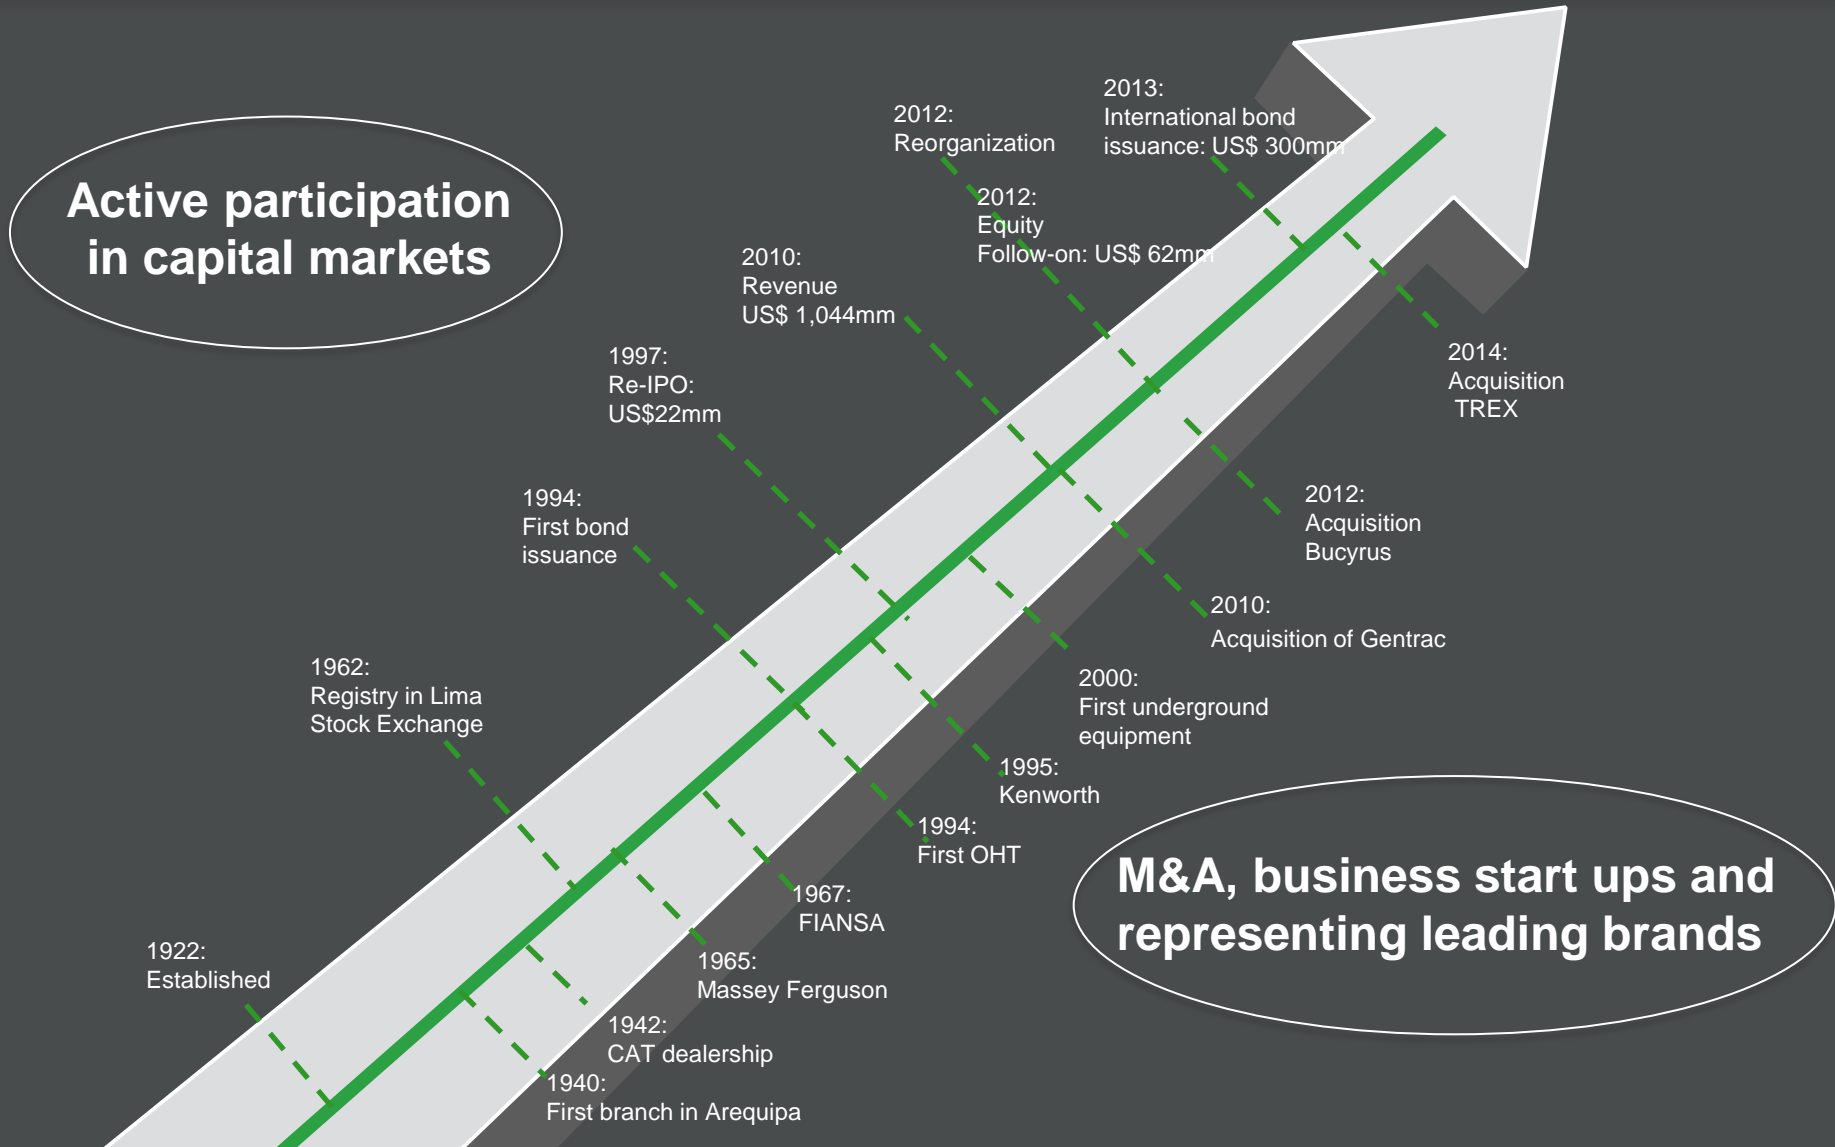 2013:
International bond
issuance: US$ 300mm
2012:
Reorganization
2012:
Equity
Follow-on: US$ 62mm
Active participation
in capital markets
2010:
Revenue
US$ 1,044mm
1997:
Re-IPO:
US$22mm
2014:
Acquisition
TREX
1994:
First bond
issuance
2012:
Acquisition
Bucyrus
2010:
Acquisition of Gentrac
1962:
Registry in Lima
Stock Exchange
2000:
First underground
equipment
1995:
Kenworth
1994:
First OHT
M&A, business start ups and
representing leading brands
1967:
FIANSA
1922:
Established
1965:
Massey Ferguson
1942:
CAT dealership
1940:
First branch in Arequipa